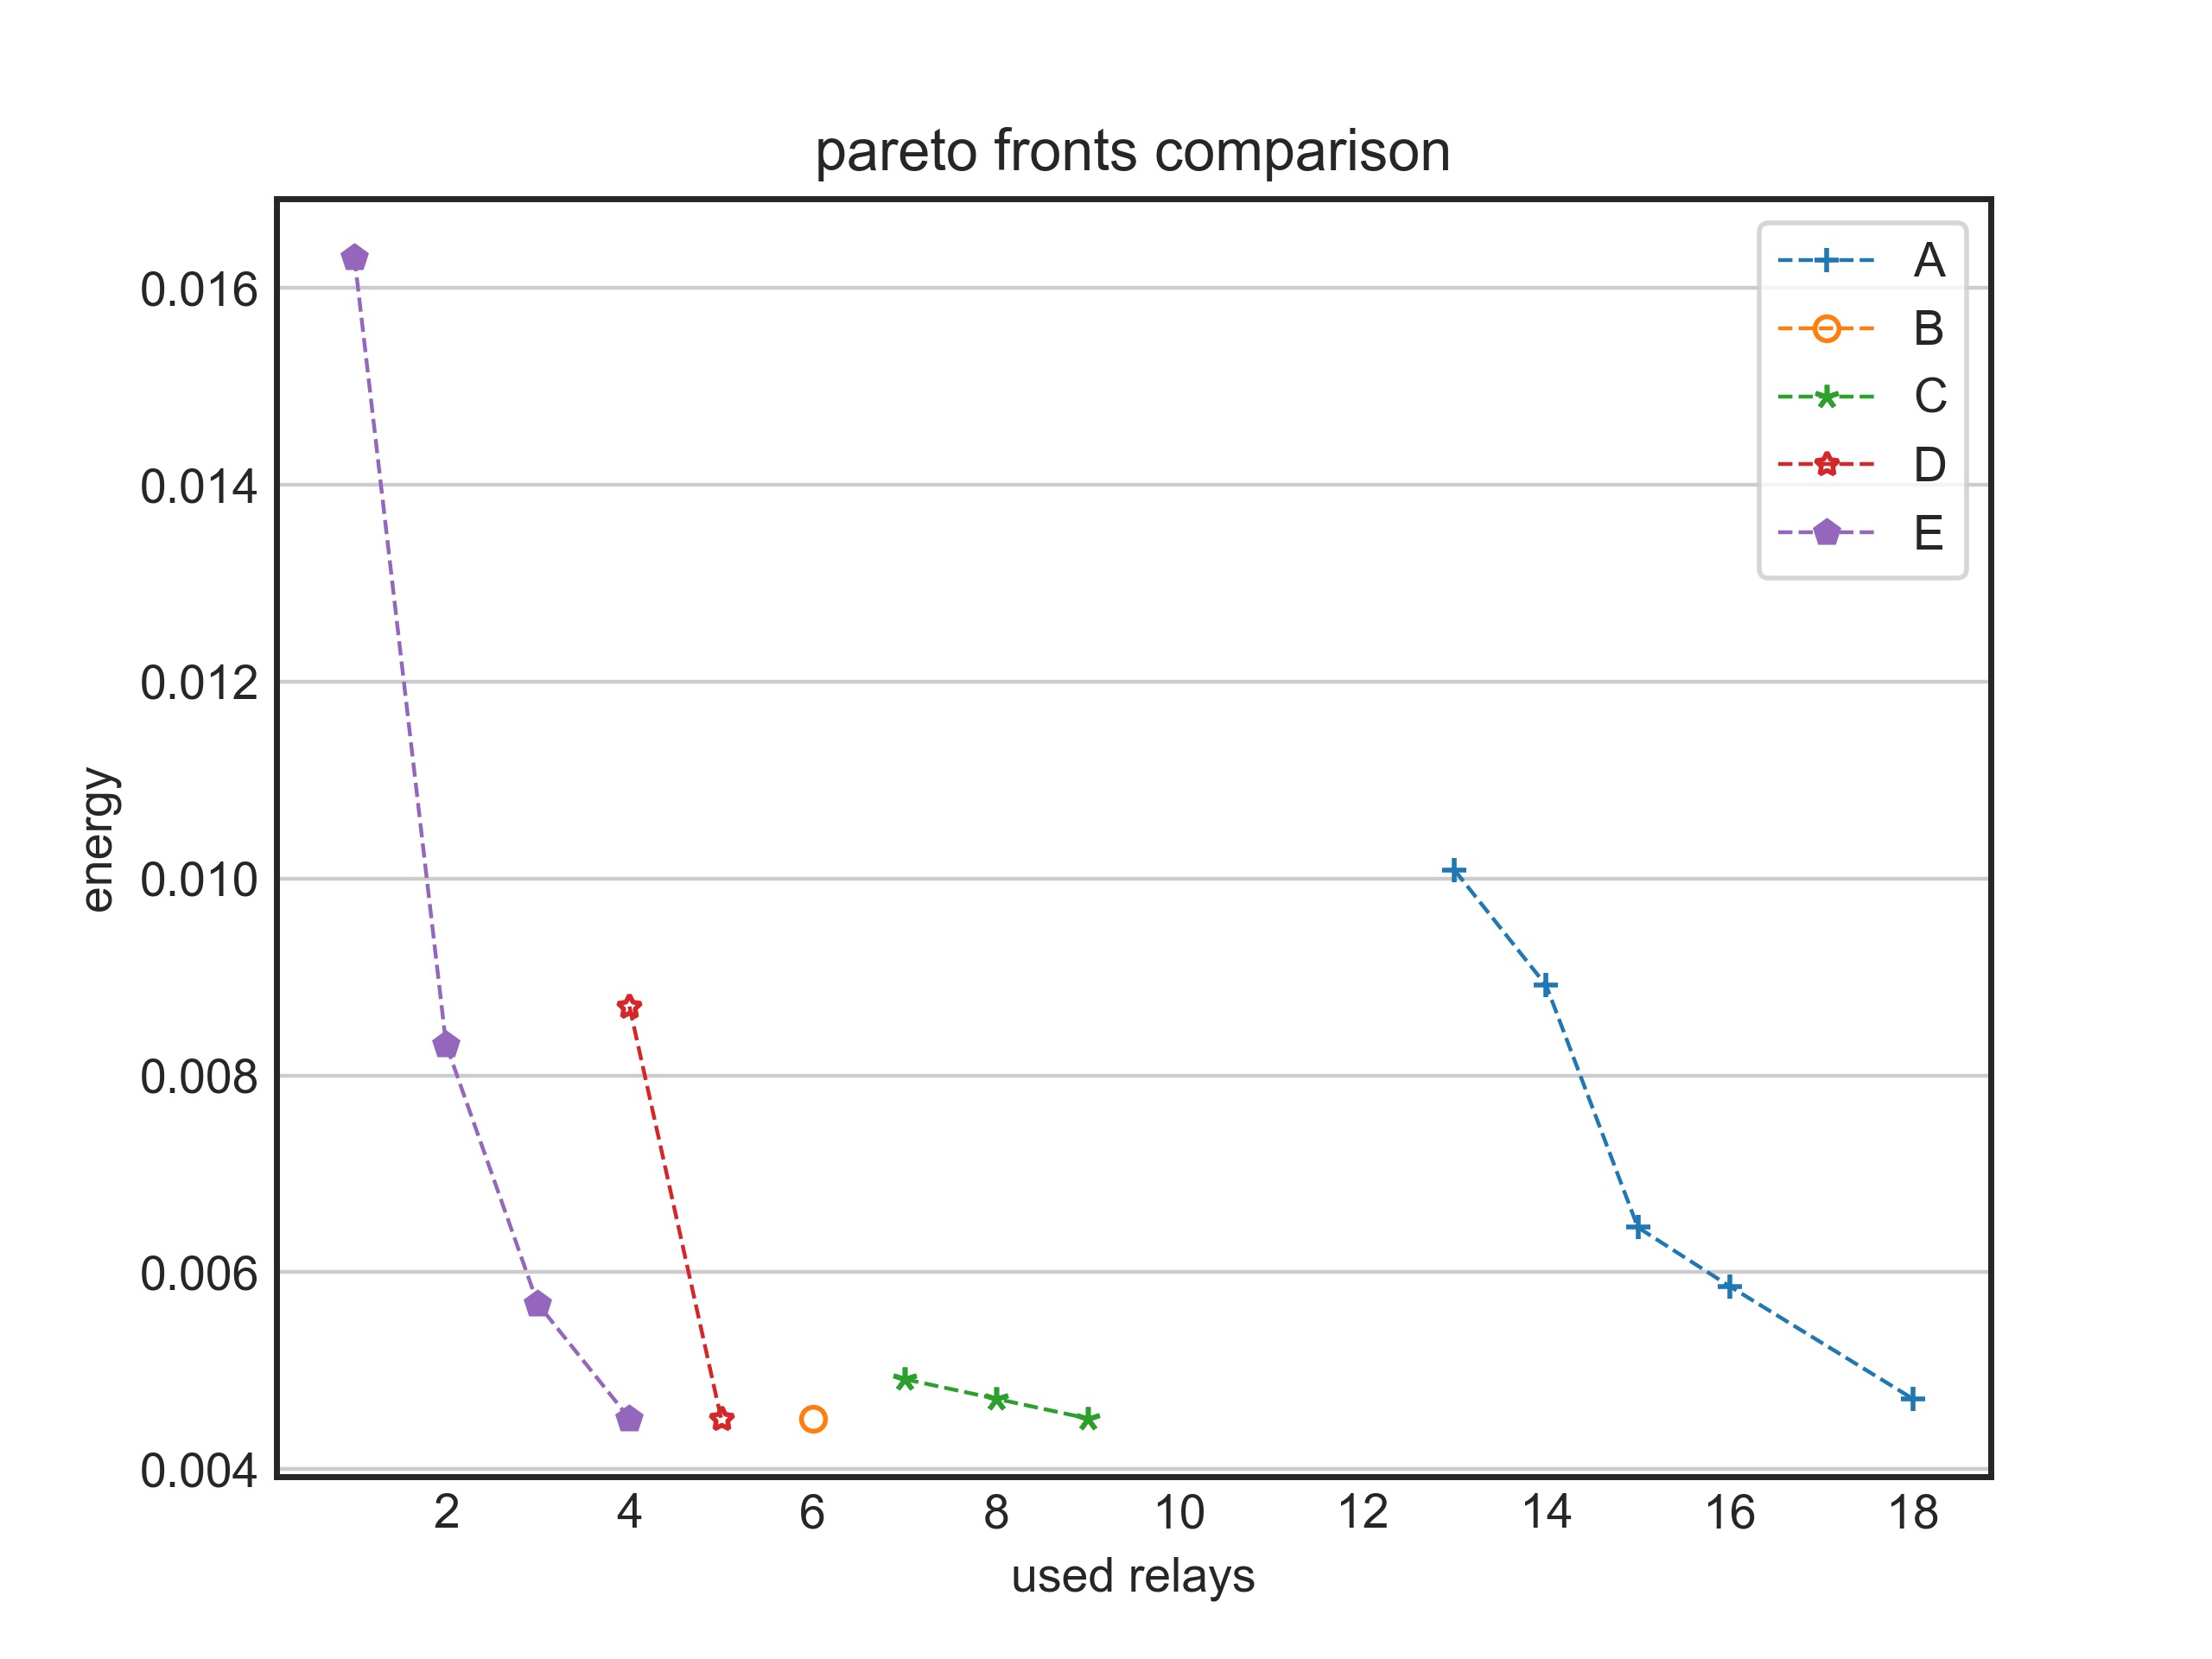 pareto fronts comparison
A
B
C
D
E
0.016
0.014
0.012
0.010
0.008
0.006
0.004
energy
2 4 6 8 10 12 14 16 18
used relays